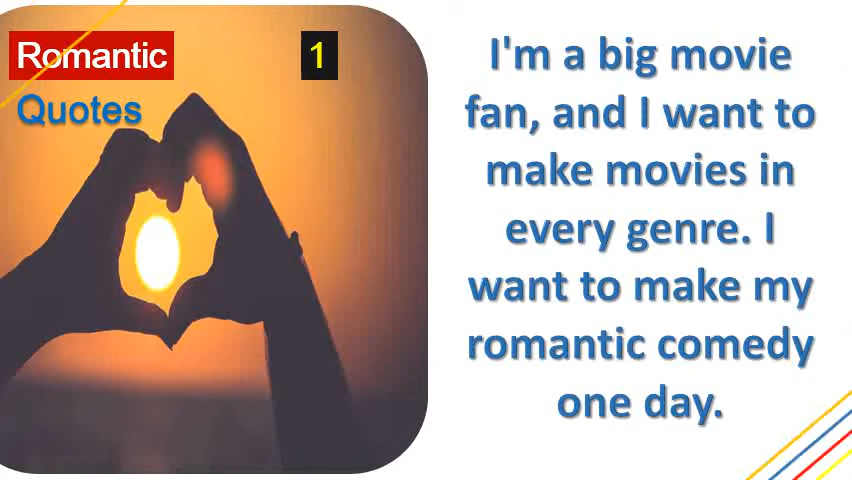 Romantic
Quotes
1
I'm a big movie
fan, and I want to
make movies in
every genre. I
want to make my
romantic comedy
one day.